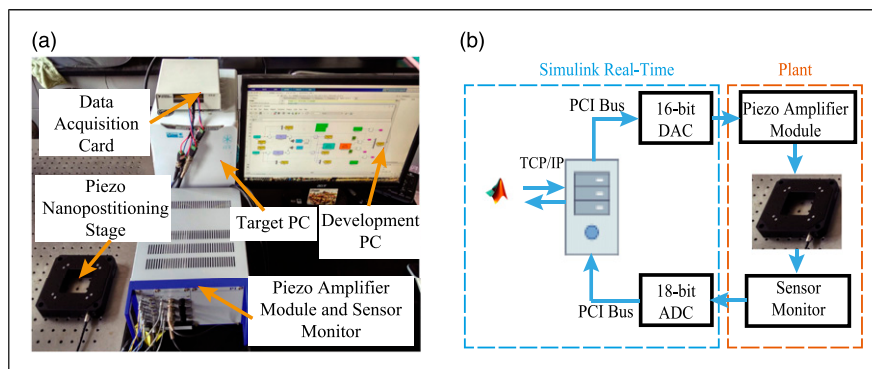 (a)
Data
Acquisition
Card
Piezo
Nanopostitioning
Stage
Target PC
Development
PC
Piezo Amplifier
Module and Sensor
Monitor
(b)
Simulink Real-Time
Plant
PCI Bus
16-bit
DAC
Piezo Amplifier
Module
TCP/IP
PCI Bus
18-bit
ADC
Sensor
Monitor